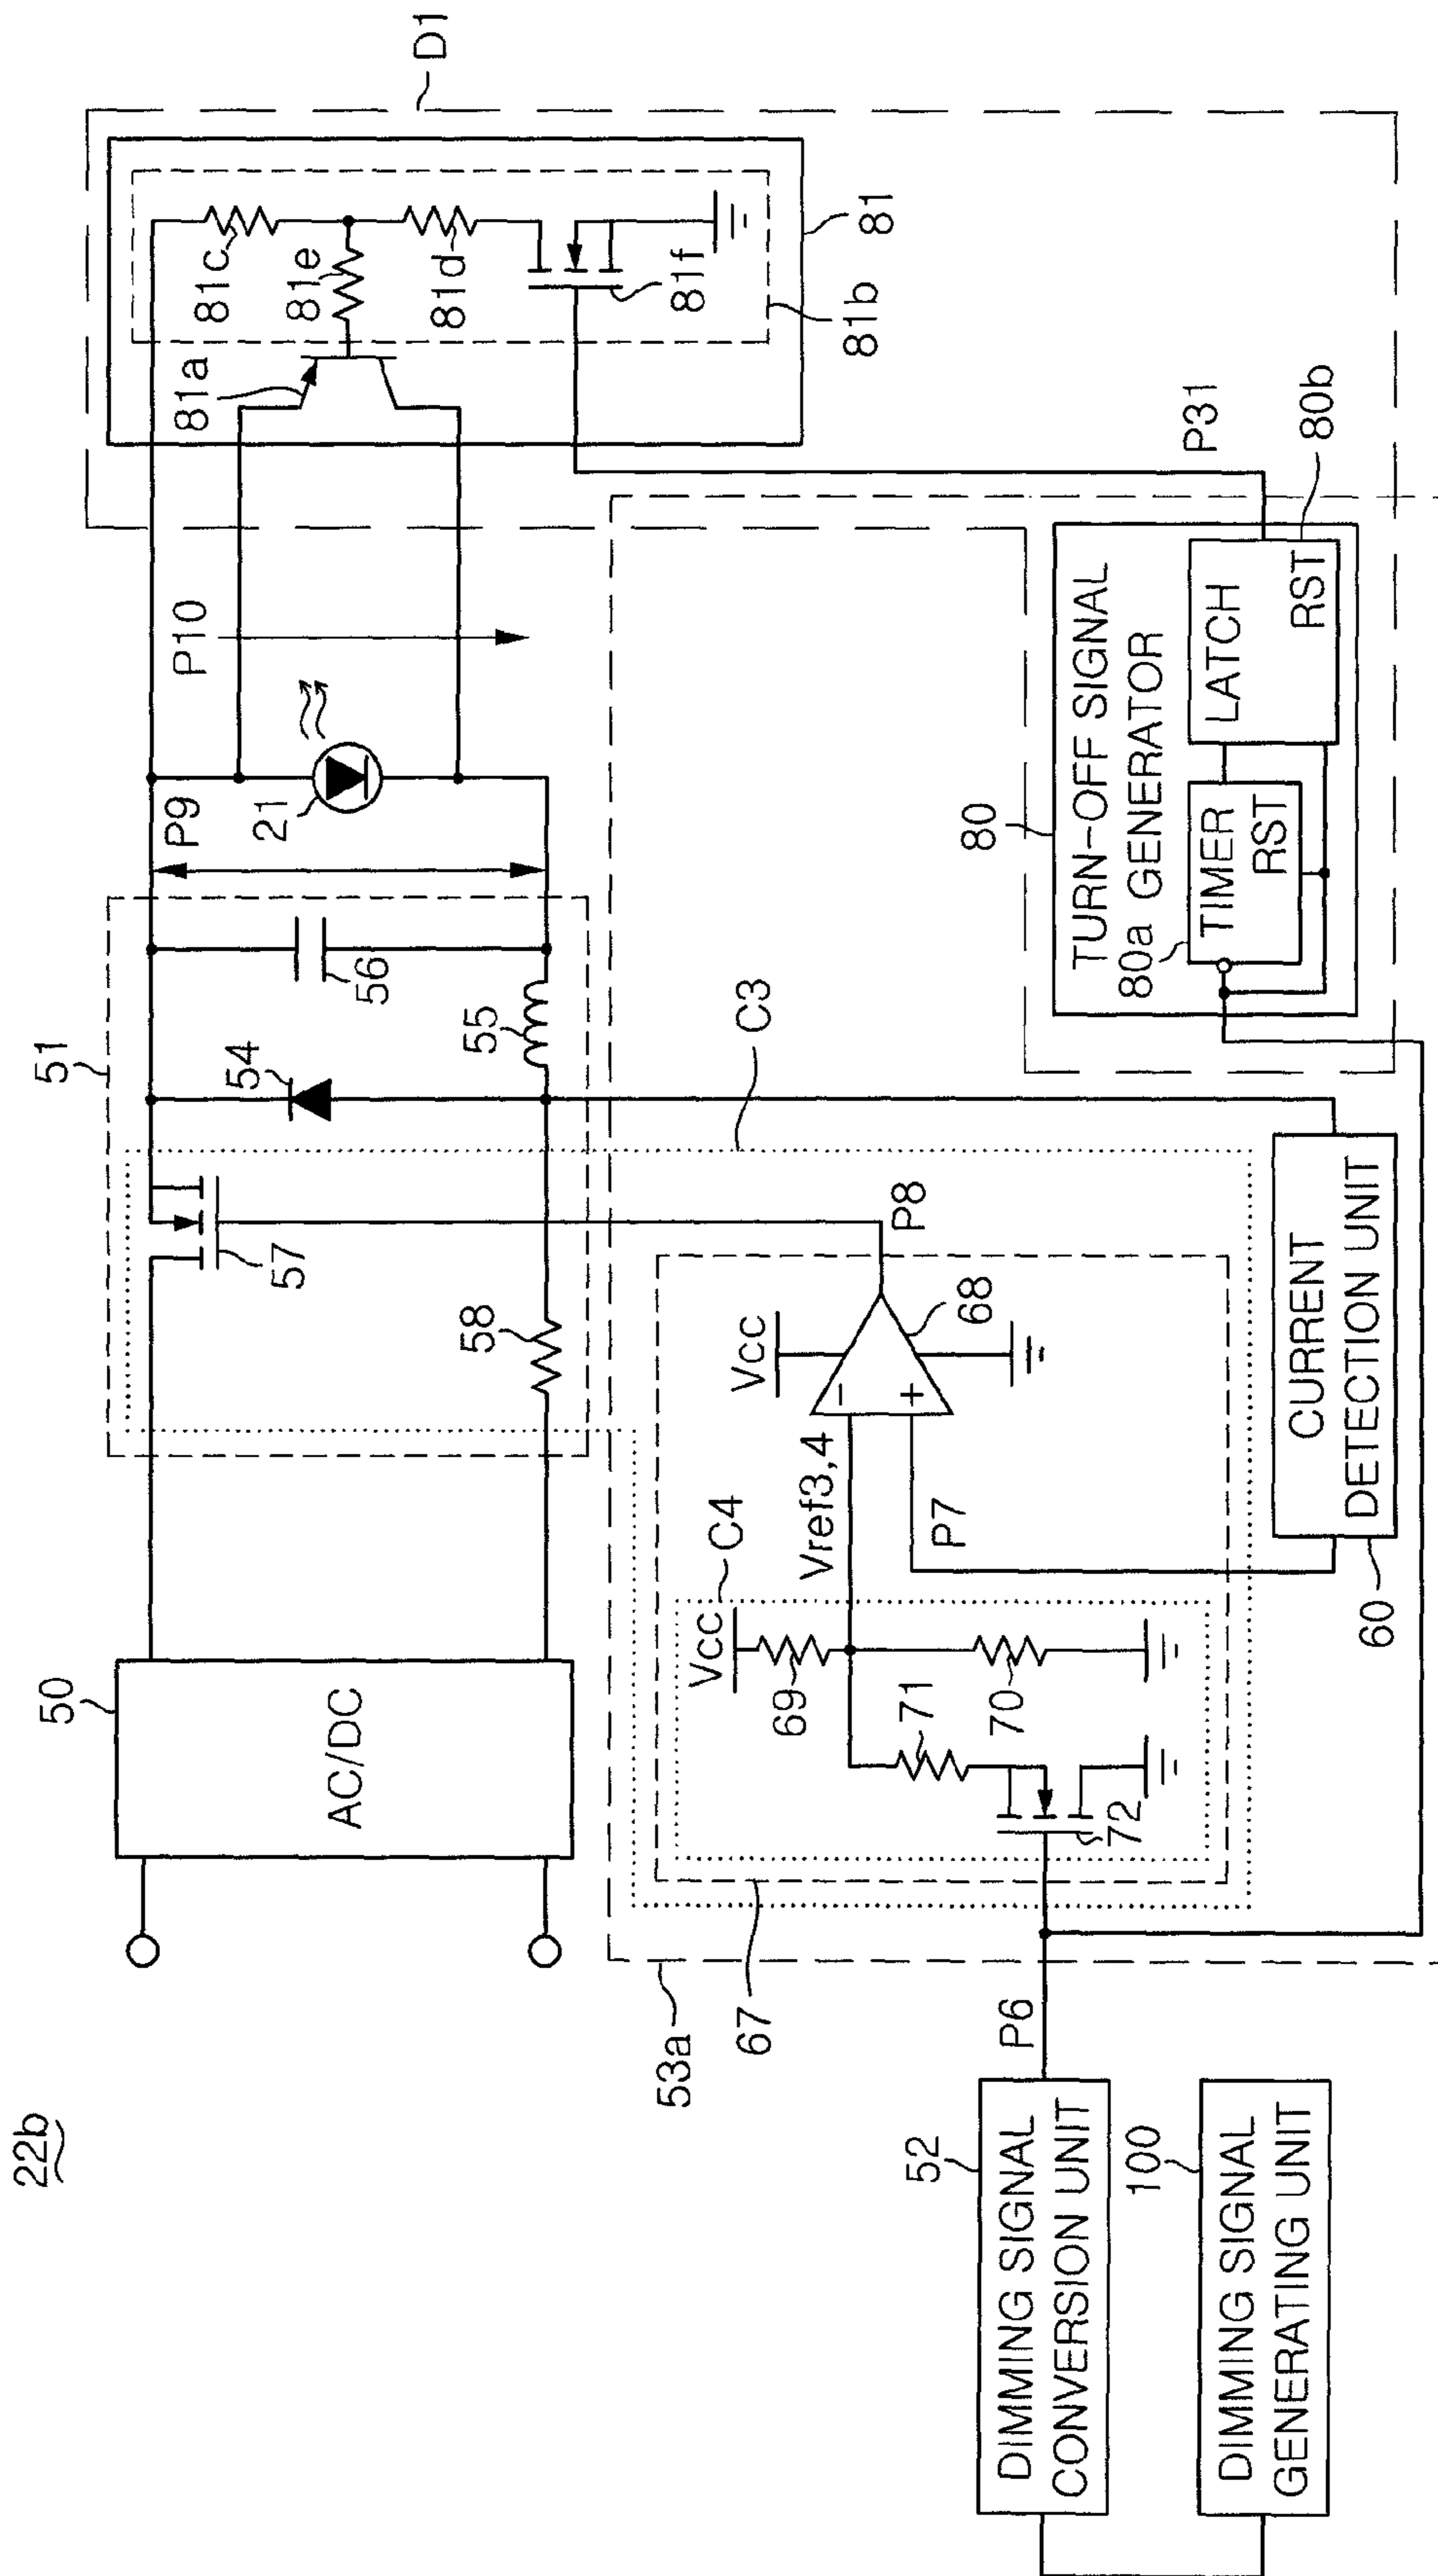 22b
50
AC/DC
51
54
55
56
57
58
P9
21
P10
81a
81c
81e
81d
81f
81b
81
D1
C3
C4
Vcc
69
71
70
72
Vref3,4
P7
Vcc
68
P8
67
53a
P6
60
CURRENT
DETECTION UNIT
80
TURN-OFF SIGNAL
GENERATOR
80a
TIMER
RST
LATCH
RST
80b
P31
52
DIMMING SIGNAL
CONVERSION UNIT
100
DIMMING SIGNAL
GENERATING UNIT